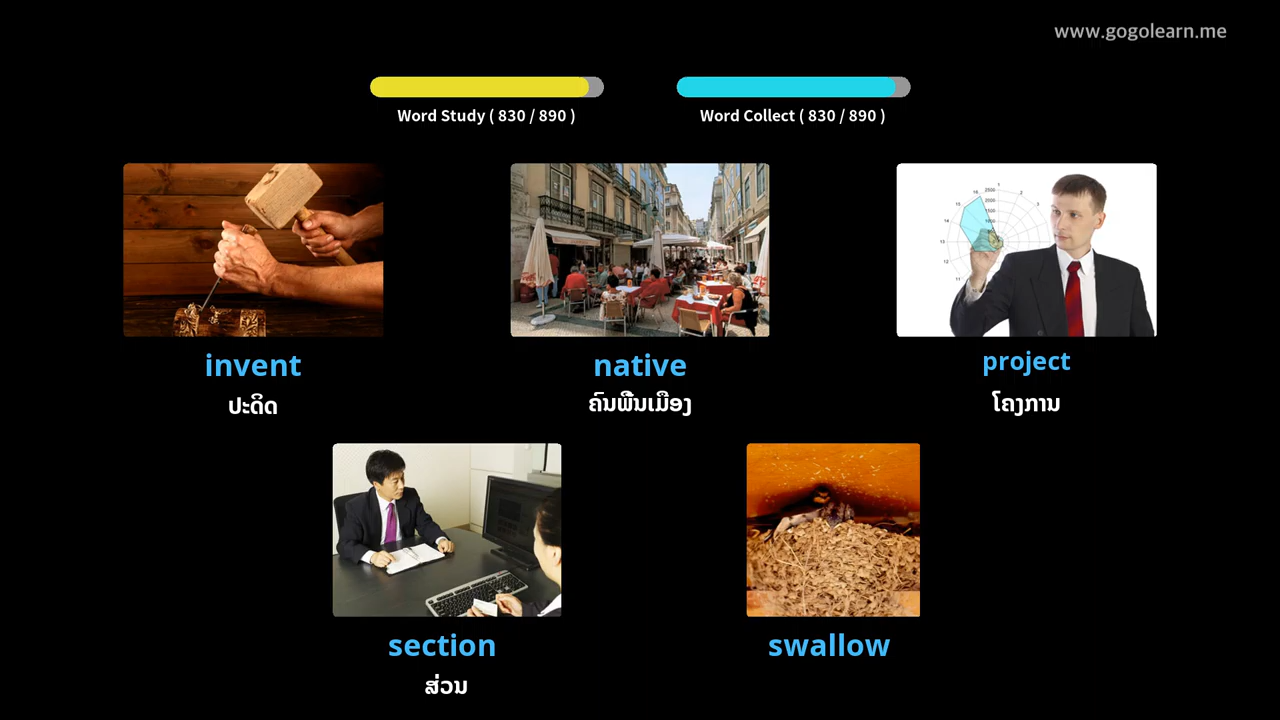 www.gogolearn.me
Word Study ( 830 / 890 )
Word Collect ( 830 / 890 )
invent
ປະດິດ
native
ຄົນພື້ນເມືອງ
project
ໂຄງການ
section
ສ່ວນ
swallow